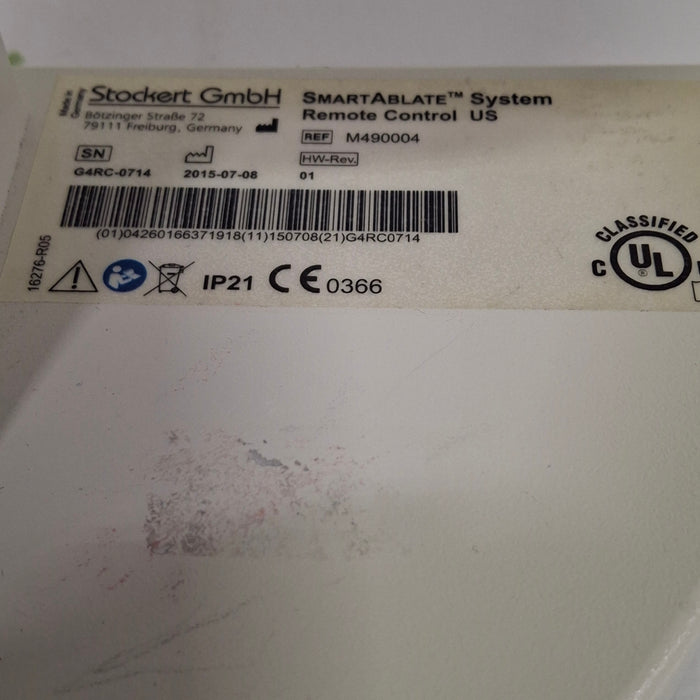 Made in
Germany
Stockert GmbH
Bötzinger Straße 72
79111 Freiburg, Germany
SMARTABLATE™ System
Remote Control US
REF M490004
HW-Rev.
01
SN
G4RC-0714
2015-07-08
(01)04260166371918(11)150708(21)G4RC0714
16276-R05
IP21 CE 0366
CLASSIFIED
C UL